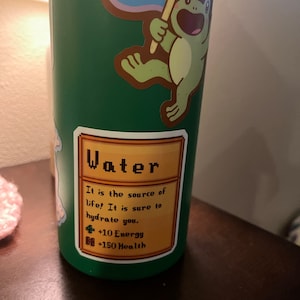 Water
It is the source of
life! It is sure to
hydrate you.
+10 Energy
+150 Health